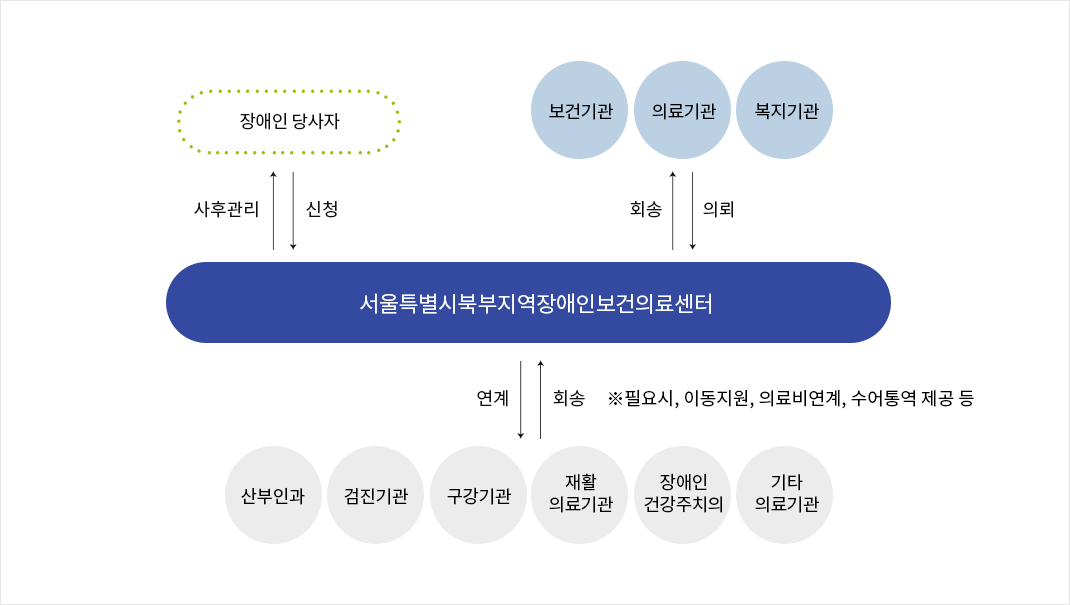 장애인 당사자
보건기관
의료기관
복지기관
사후관리
신청
회송
의뢰
서울특별시북부지역장애인보건의료센터
연계
회송
※필요시, 이동지원, 의료비연계, 수어통역 제공 등
산부인과
검진기관
구강기관
재활
의료기관
장애인
건강주치의
기타
의료기관